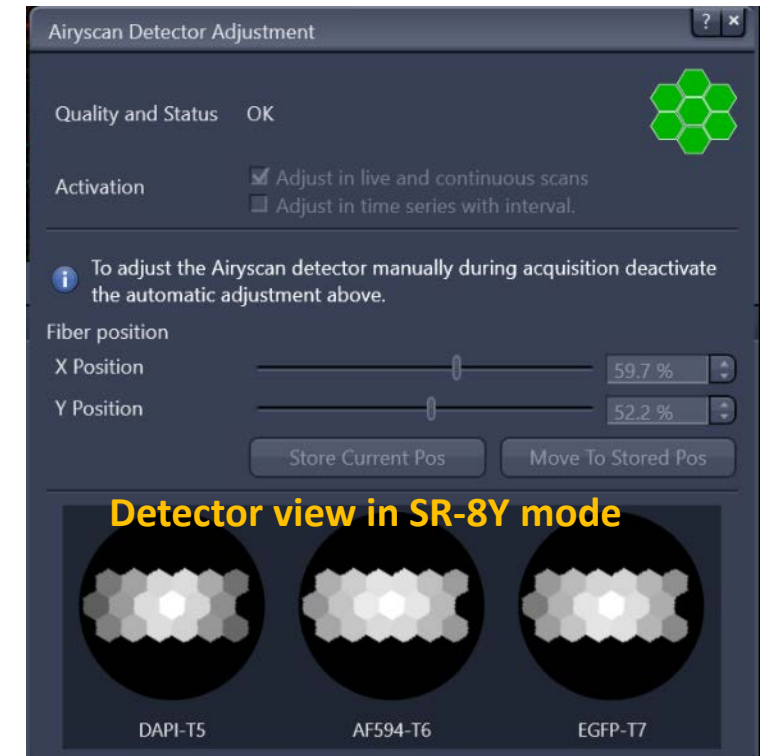 Airyscan Detector Adjustment ? ×
Quality and Status OK
Activation
Adjust in live and continuous scans
Adjust in time series with interval.
i
To adjust the Airyscan detector manually during acquisition deactivate
the automatic adjustment above.
Fiber position
X Position 59.7 %
Y Position 52.2 %
Store Current Pos Move To Stored Pos
Detector view in SR-8Y mode
DAPI-T5 AF594-T6 EGFP-T7